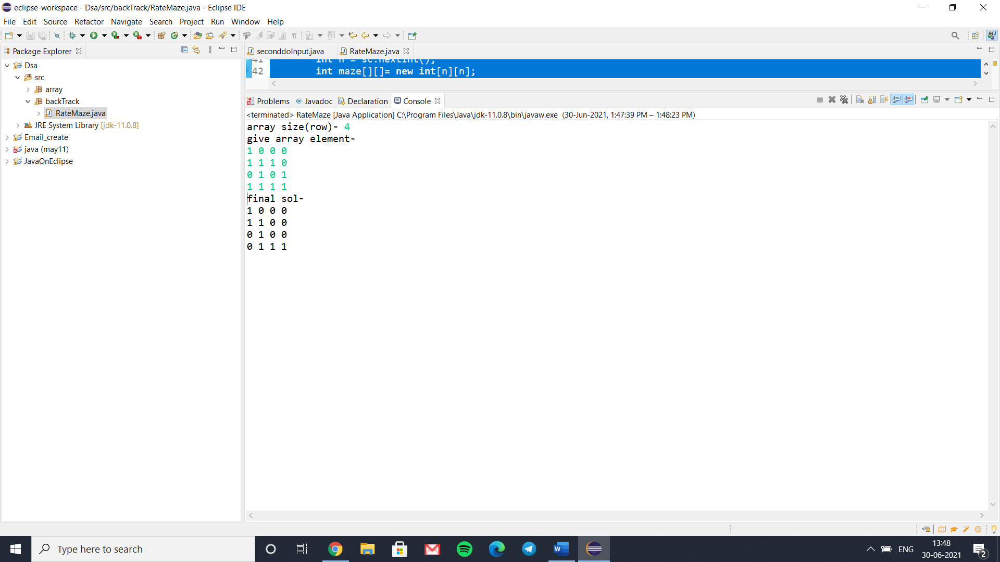 eclipse-workspace - Dsa/src/backTrack/RateMaze.java - Eclipse IDE
File Edit Source Refactor Navigate Search Project Run Window Help
Package Explorer
Dsa
src
array
backTrack
RateMaze.java
JRE System Library [jdk-11.0.8]
Email_create
java (may11)
JavaOnEclipse
seconddoInput.java RateMaze.java
41 int n = sc.nextInt();
42 int maze[][]= new int[n][n];
Problems Javadoc Declaration Console
<terminated> RateMaze [Java Application] C:\Program Files\Java\jdk-11.0.8\bin\javaw.exe (30-Jun-2021, 1:47:39 PM – 1:48:23 PM)
array size(row)- 4
give array element-
1 0 0 0
1 1 1 0
0 1 0 1
1 1 1 1
final sol-
1 0 0 0
1 1 0 0
0 1 0 0
0 1 1 1
Type here to search
ENG
13:48
30-06-2021
2